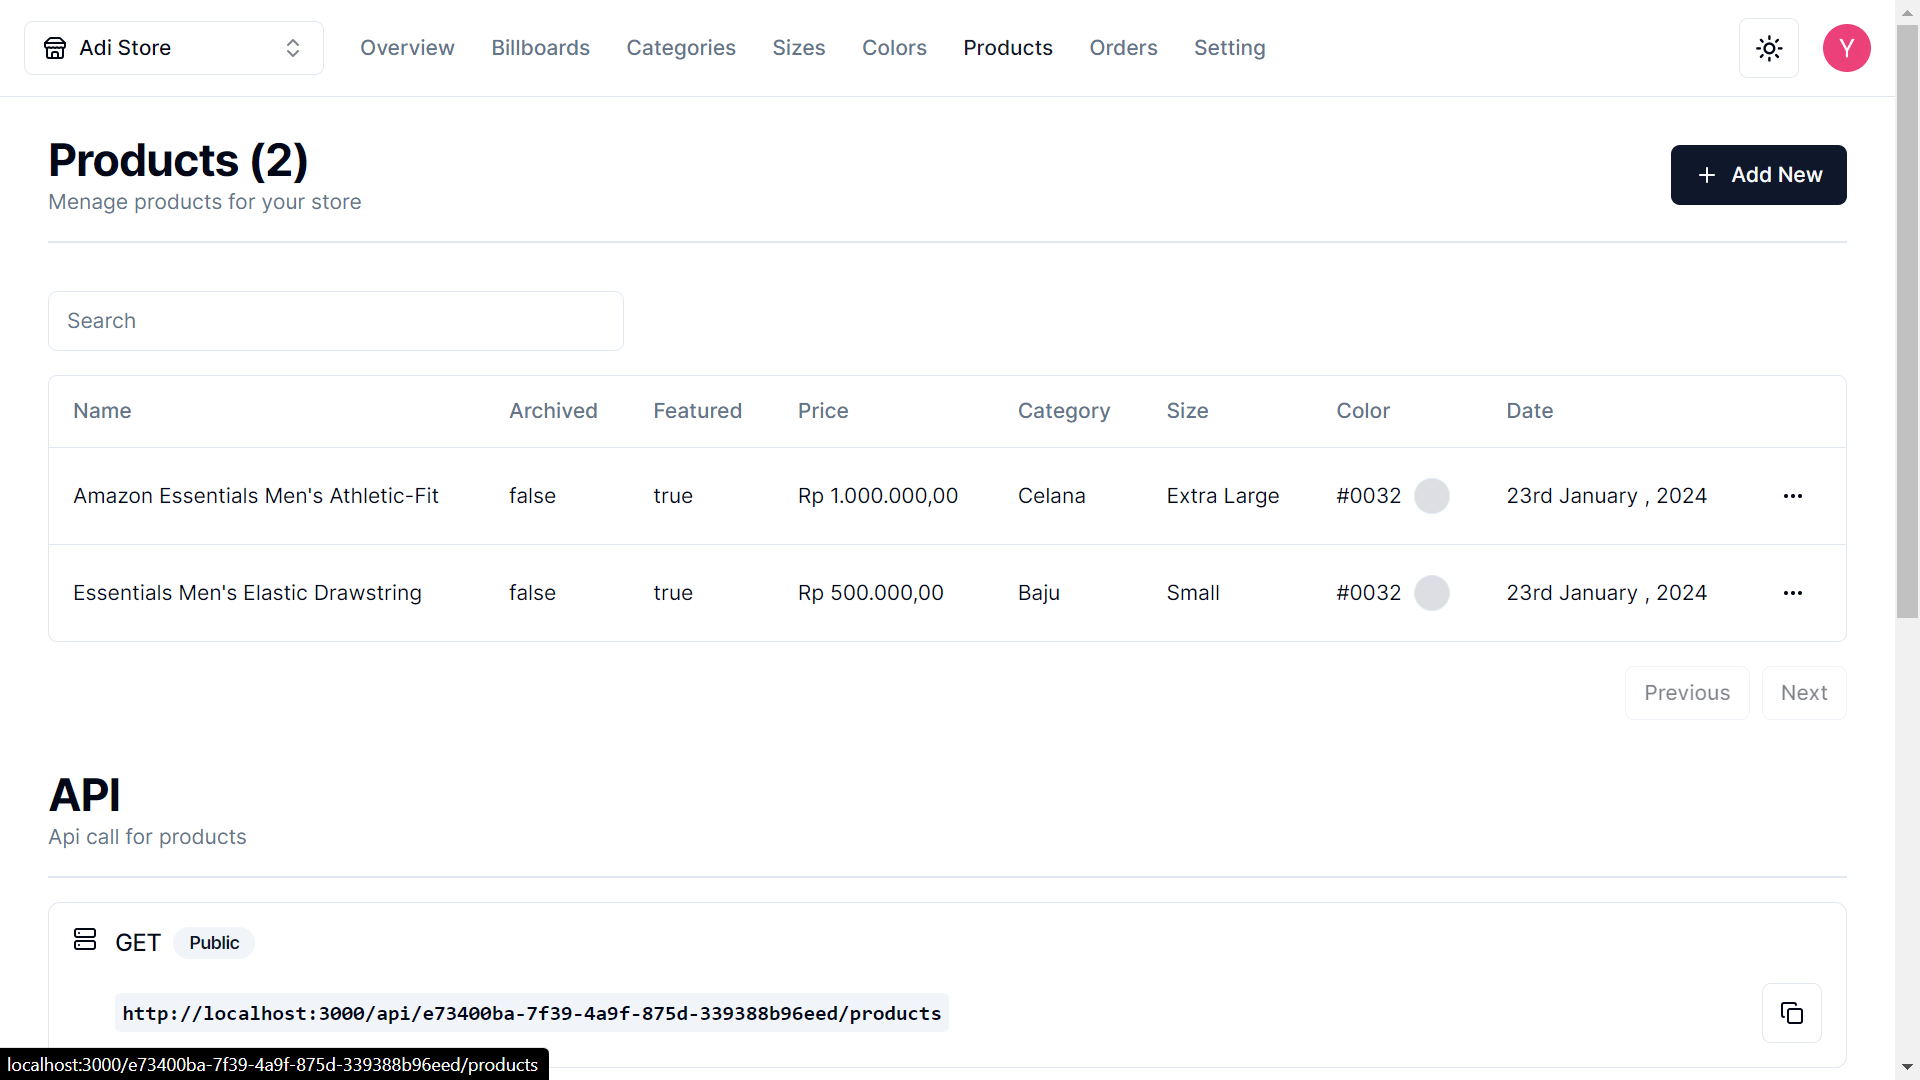 Adi Store Overview Billboards Categories Sizes Colors Products Orders Setting Y
Products (2)
Menage products for your store
+ Add New
Search
Name Archived Featured Price Category Size Color Date
Amazon Essentials Men's Athletic-Fit false true Rp 1.000.000,00 Celana Extra Large #0032 23rd January , 2024
Essentials Men's Elastic Drawstring false true Rp 500.000,00 Baju Small #0032 23rd January , 2024
Previous Next
API
Api call for products
GET Public
http://localhost:3000/api/e73400ba-7f39-4a9f-875d-339388b96eed/products
localhost:3000/e73400ba-7f39-4a9f-875d-339388b96eed/products